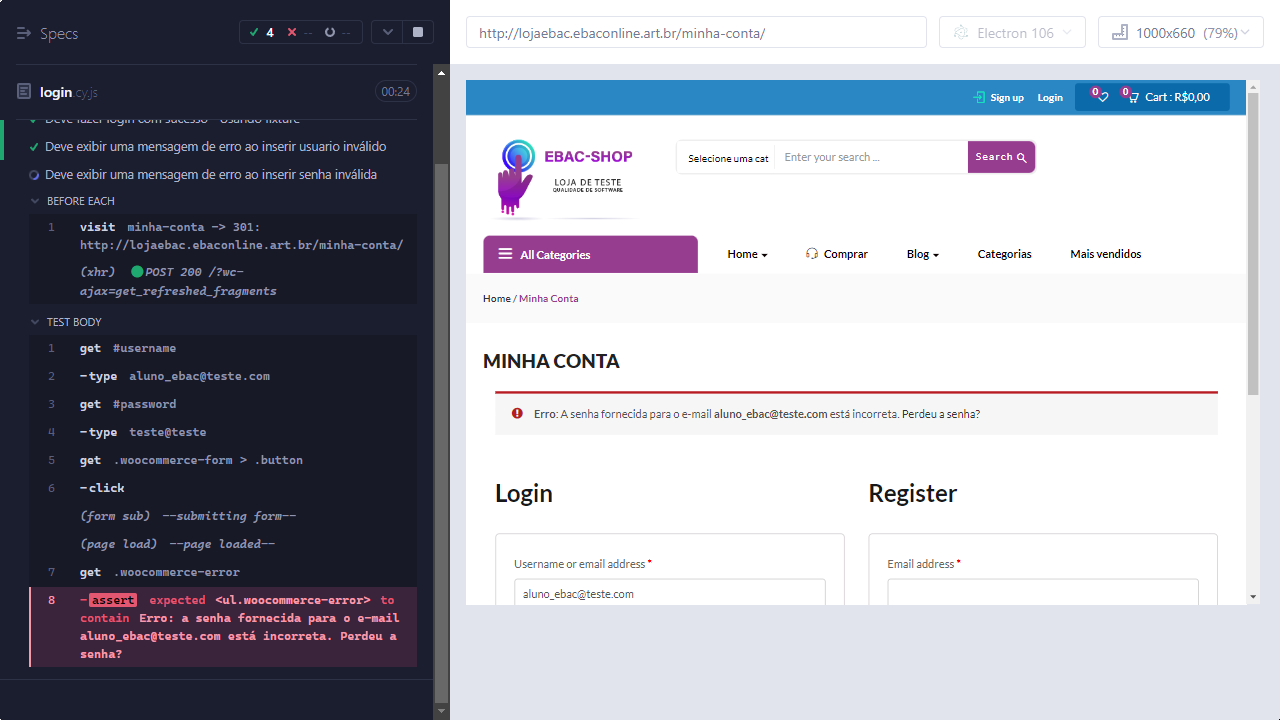 Specs
4
--
--
login.cy.js
00:24
Deve fazer login com sucesso - Usando fixture
Deve exibir uma mensagem de erro ao inserir usuario inválido
Deve exibir uma mensagem de erro ao inserir senha inválida
BEFORE EACH
1 visit minha-conta -> 301:
http://lojaebac.ebaconline.art.br/minha-conta/
(xhr) POST 200 /?wc-
ajax=get_refreshed_fragments
TEST BODY
1 get #username
2 -type aluno_ebac@teste.com
3 get #password
4 -type teste@teste
5 get .woocommerce-form > .button
6 -click
(form sub) --submitting form--
(page load) --page loaded--
7 get .woocommerce-error
8 -assert expected <ul.woocommerce-error> to
contain Erro: a senha fornecida para o e-mail
aluno_ebac@teste.com está incorreta. Perdeu a
senha?
http://lojaebac.ebaconline.art.br/minha-conta/
Electron 106
1000x660 (79%)
Sign up Login 0 0 Cart : R$0,00
EBAC-SHOP
LOJA DE TESTE
QUALIDADE DE SOFTWARE
Selecione uma cat
Enter your search ...
Search
All Categories
Home Comprar Blog Categorias Mais vendidos
Home / Minha Conta
MINHA CONTA
Erro: A senha fornecida para o e-mail aluno_ebac@teste.com está incorreta. Perdeu a senha?
Login
Register
Username or email address *
aluno_ebac@teste.com
Email address *